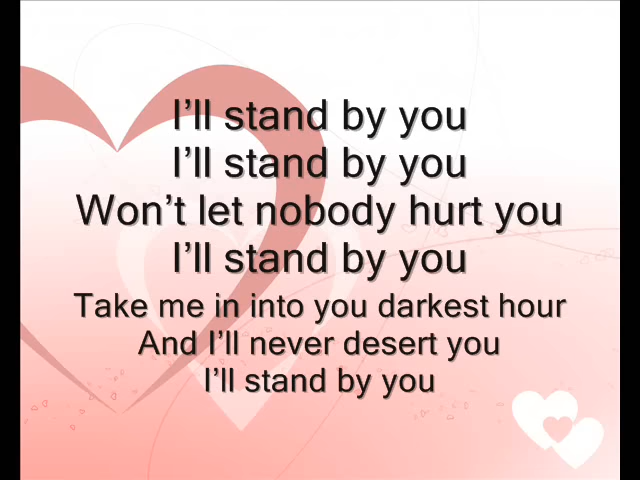 I’ll stand by you
I’ll stand by you
Won’t let nobody hurt you
I’ll stand by you
Take me in into you darkest hour
And I’ll never desert you
I’ll stand by you